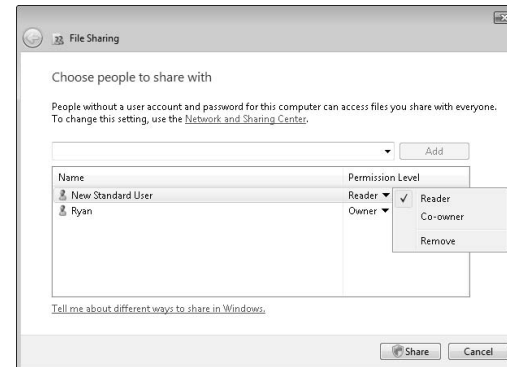 File Sharing
Choose people to share with
People without a user account and password for this computer can access files you share with everyone.
To change this setting, use the Network and Sharing Center.
Add
Name Permission Level
New Standard User Reader
Ryan Owner
Reader
Co-owner
Remove
Tell me about different ways to share in Windows.
Share Cancel